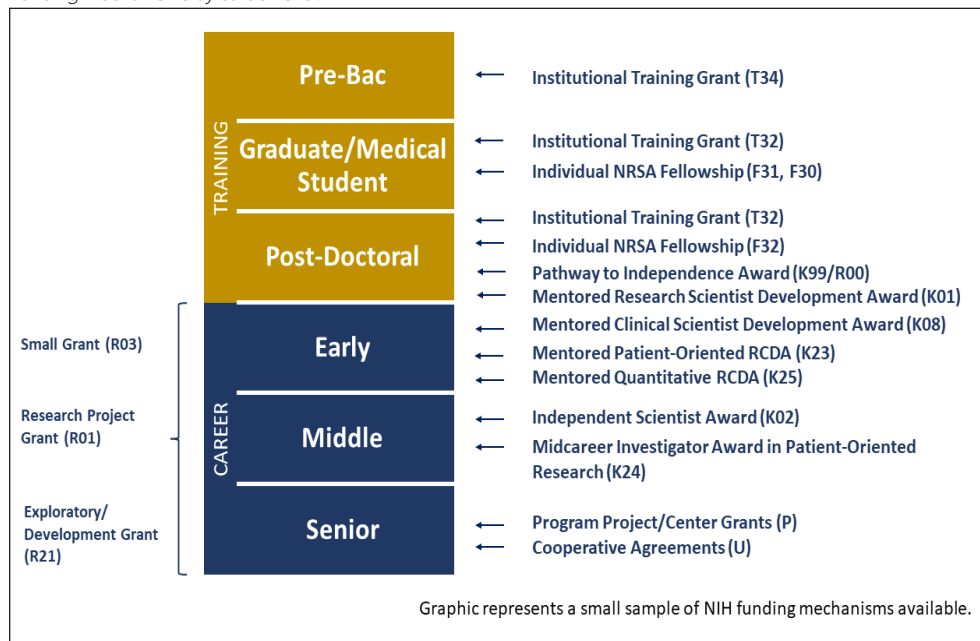 Pre-Bac
Institutional Training Grant (T34)
TRAINING
Graduate/Medical
Student
Institutional Training Grant (T32)
Individual NRSA Fellowship (F31, F30)
Post-Doctoral
Institutional Training Grant (T32)
Individual NRSA Fellowship (F32)
Pathway to Independence Award (K99/R00)
Mentored Research Scientist Development Award (K01)
Small Grant (R03)
Research Project
Grant (R01)
Exploratory/
Development Grant
(R21)
CAREER
Early
Mentored Clinical Scientist Development Award (K08)
Mentored Patient-Oriented RCDA (K23)
Mentored Quantitative RCDA (K25)
Middle
Independent Scientist Award (K02)
Midcareer Investigator Award in Patient-Oriented
Research (K24)
Senior
Program Project/Center Grants (P)
Cooperative Agreements (U)
Graphic represents a small sample of NIH funding mechanisms available.